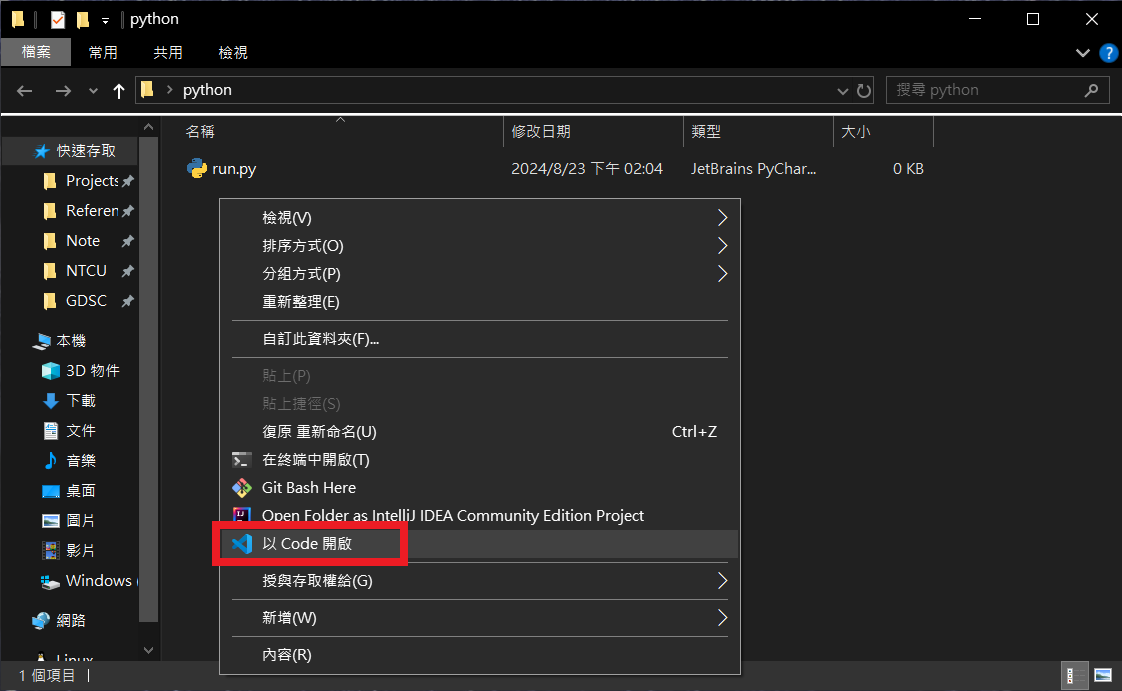 python
檔案 常用 共用 檢視
python 搜尋 python
名稱 修改日期 類型 大小
快速存取
run.py 2024/8/23 下午 02:04 JetBrains PyChar... 0 KB
Projects
Referen
Note
NTCU
GDSC
本機
3D 物件
下載
文件
音樂
桌面
圖片
影片
Windows
網路
Linux
檢視(V)
排序方式(O)
分組方式(P)
重新整理(E)
自訂此資料夾(F)...
貼上(P)
貼上捷徑(S)
復原 重新命名(U) Ctrl+Z
在終端中開啟(T)
Git Bash Here
Open Folder as IntelliJ IDEA Community Edition Project
以 Code 開啟
授與存取權給(G)
新增(W)
內容(R)
1 個項目